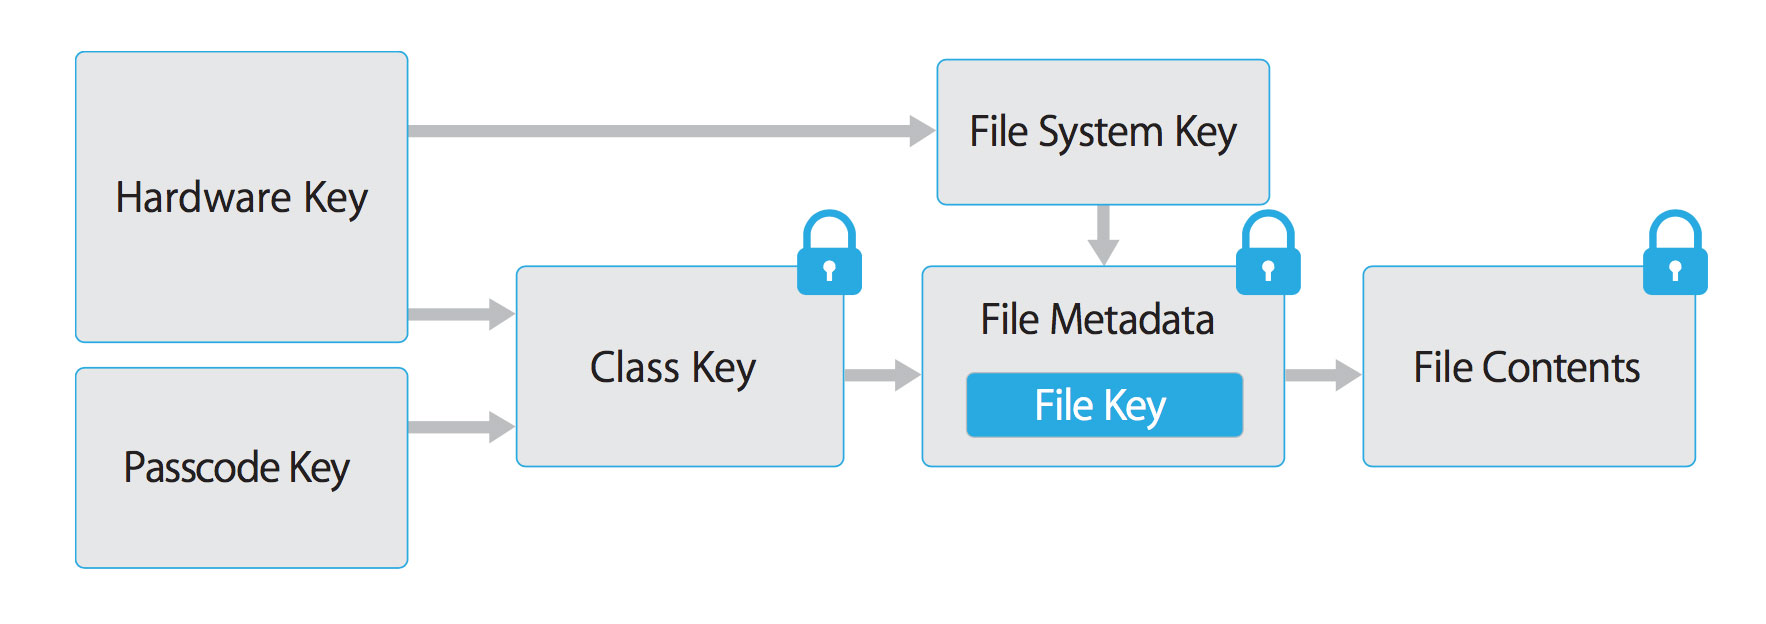 Hardware Key
File System Key
Passcode Key
Class Key
File Metadata
File Key
File Contents